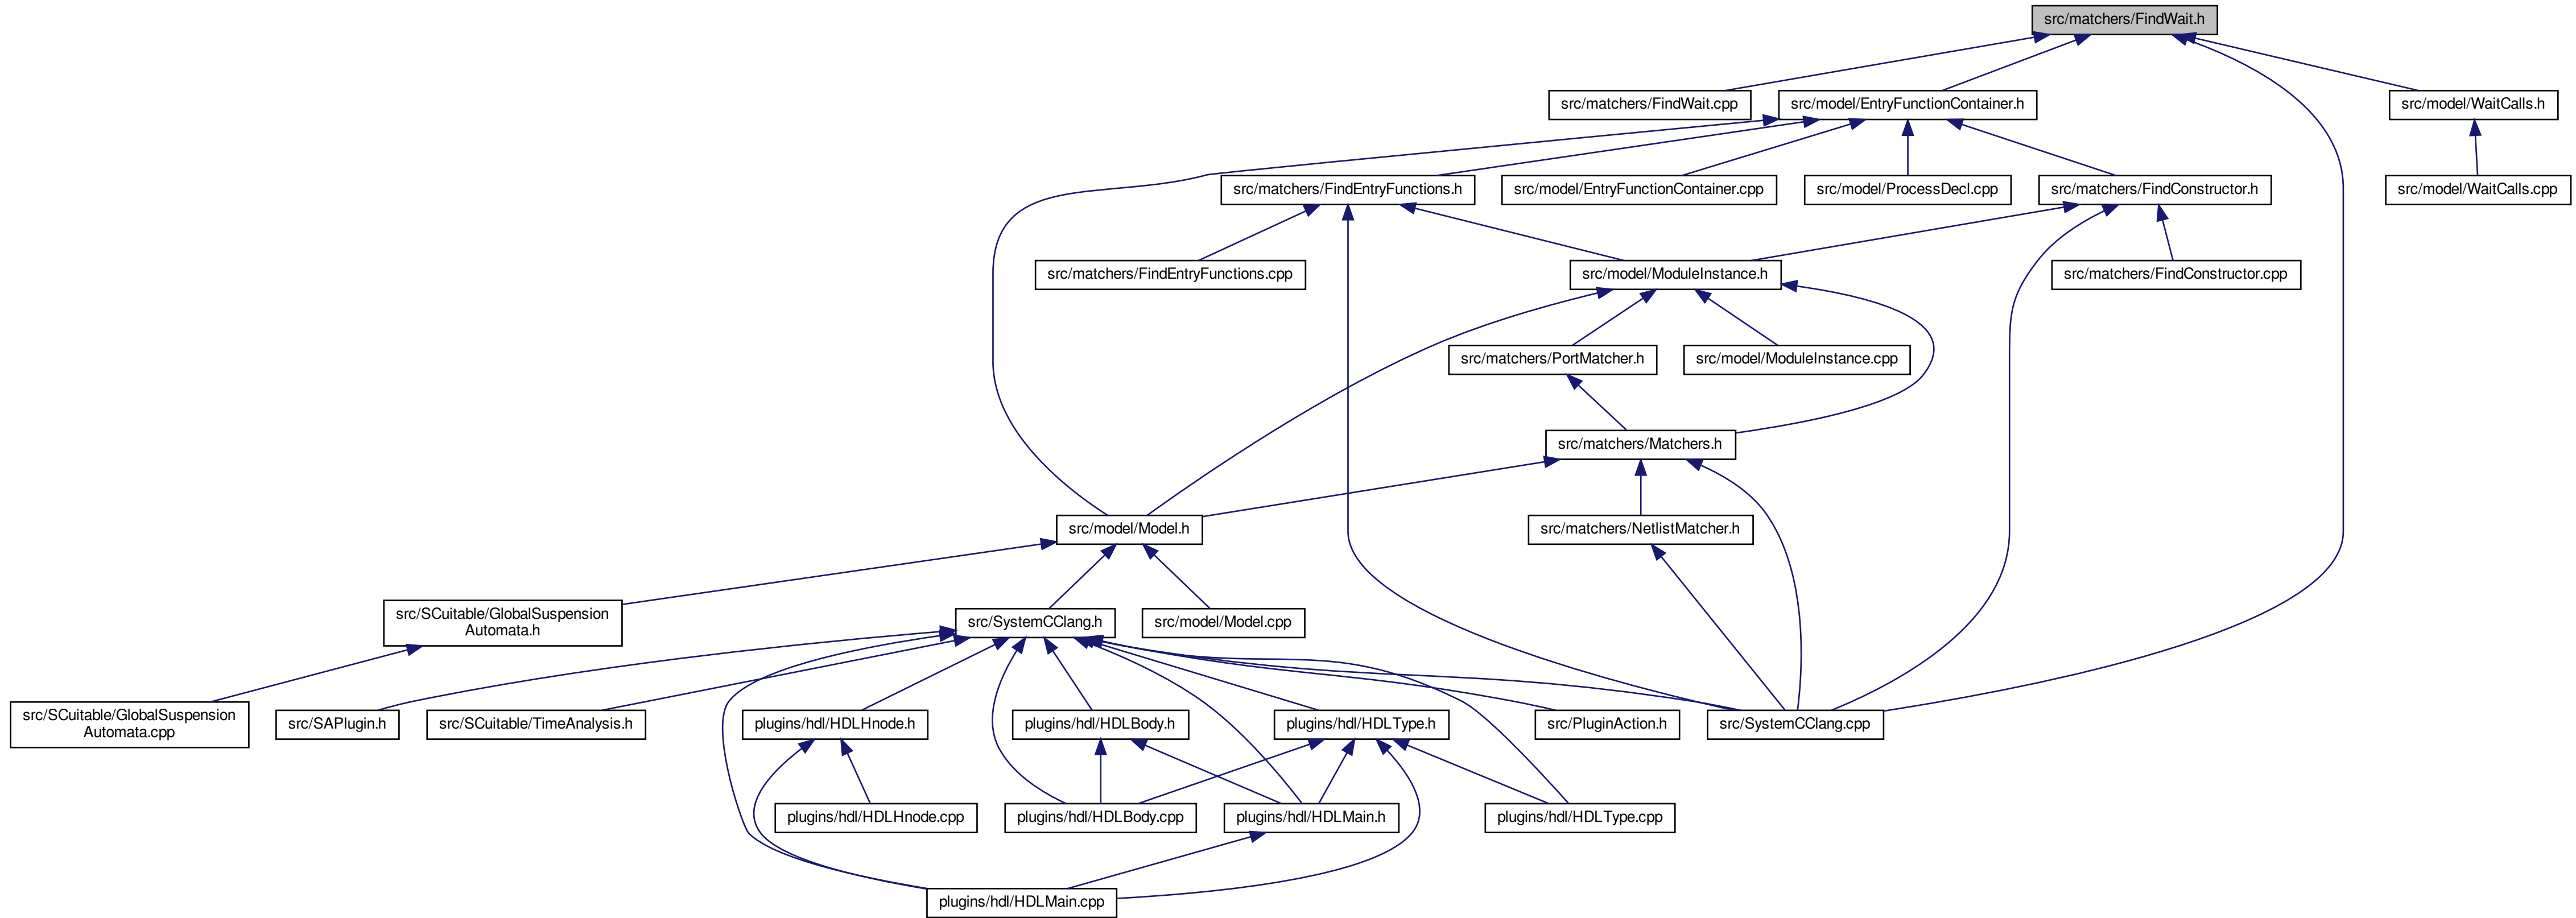 src/matchers/FindWait.h
src/matchers/FindWait.cpp
src/model/EntryFunctionContainer.h
src/model/WaitCalls.h
src/matchers/FindEntryFunctions.h
src/model/EntryFunctionContainer.cpp
src/model/ProcessDecl.cpp
src/matchers/FindConstructor.h
src/model/WaitCalls.cpp
src/matchers/FindEntryFunctions.cpp
src/model/ModuleInstance.h
src/matchers/FindConstructor.cpp
src/matchers/PortMatcher.h
src/model/ModuleInstance.cpp
src/matchers/Matchers.h
src/model/Model.h
src/matchers/NetlistMatcher.h
src/SCuitable/GlobalSuspension
Automata.h
src/SystemCClang.h
src/model/Model.cpp
src/SCuitable/GlobalSuspension
Automata.cpp
src/SAPlugin.h
src/SCuitable/TimeAnalysis.h
plugins/hdl/HDLHnode.h
plugins/hdl/HDLBody.h
plugins/hdl/HDLType.h
src/PluginAction.h
src/SystemCClang.cpp
plugins/hdl/HDLHnode.cpp
plugins/hdl/HDLBody.cpp
plugins/hdl/HDLMain.h
plugins/hdl/HDLType.cpp
plugins/hdl/HDLMain.cpp